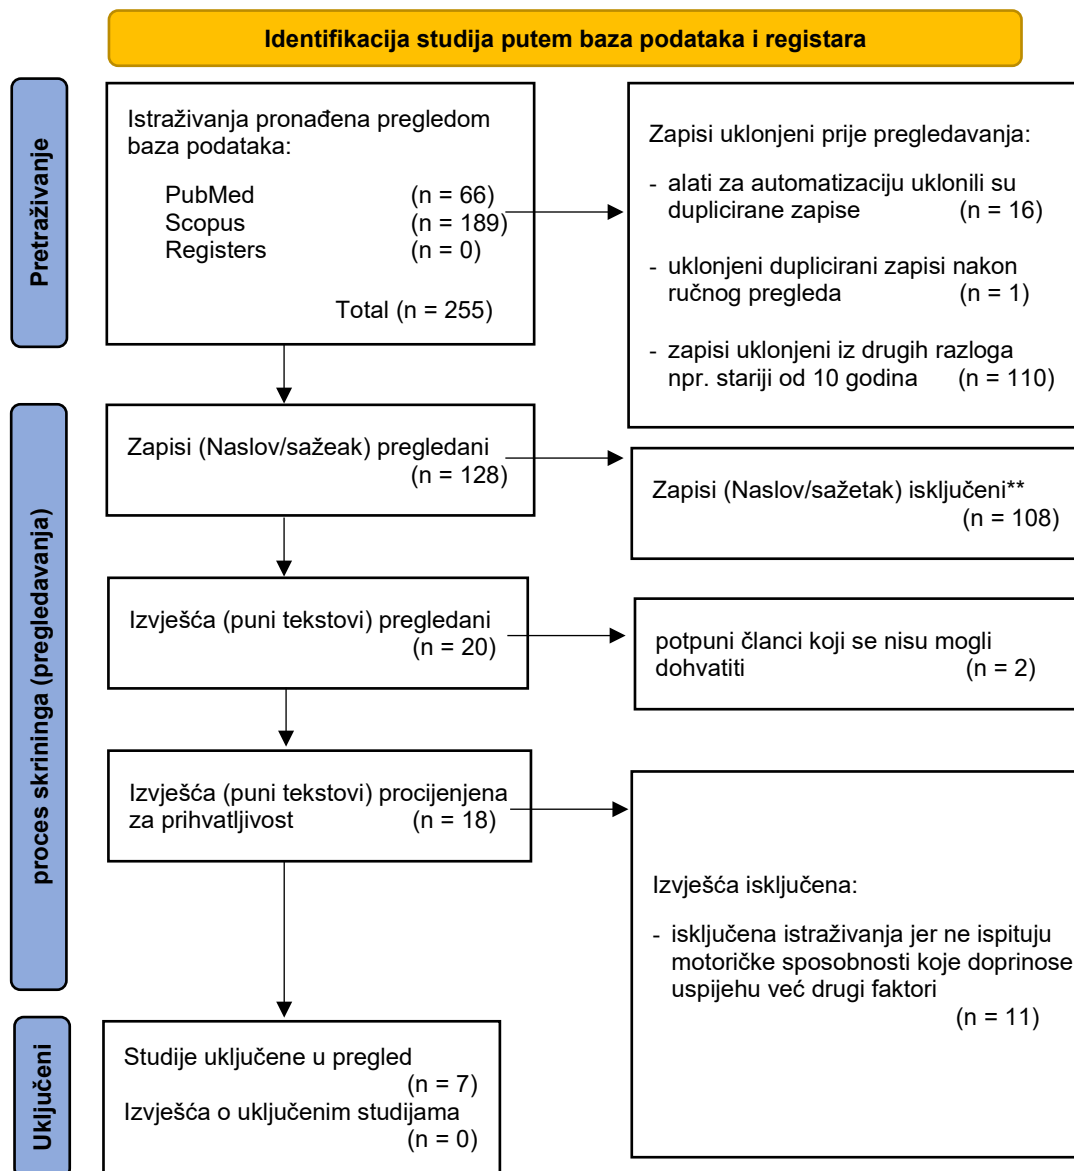 Identifikacija studija putem baza podataka i registara
Pretraživanje
Istraživanja pronađena pregledom
baza podataka:
PubMed (n = 66)
Scopus (n = 189)
Registers (n = 0)
Total (n = 255)
Zapisi uklonjeni prije pregledavanja:
- alati za automatizaciju uklonili su
duplicirane zapise (n = 16)
- uklonjeni duplicirani zapisi nakon
ručnog pregleda (n = 1)
- zapisi uklonjeni iz drugih razloga
npr. stariji od 10 godina (n = 110)
proces skrininga (pregledavanja)
Zapisi (Naslov/sažeak) pregledani
(n = 128)
Zapisi (Naslov/sažetak) isključeni**
(n = 108)
Izvješća (puni tekstovi) pregledani
(n = 20)
potpuni članci koji se nisu mogli
dohvatiti (n = 2)
Izvješća (puni tekstovi) procijenjena
za prihvatljivost (n = 18)
Izvješća isključena:
- isključena istraživanja jer ne ispituju
motoričke sposobnosti koje doprinose
uspijehu već drugi faktori
(n = 11)
Uključeni
Studije uključene u pregled
(n = 7)
Izvješća o uključenim studijama
(n = 0)